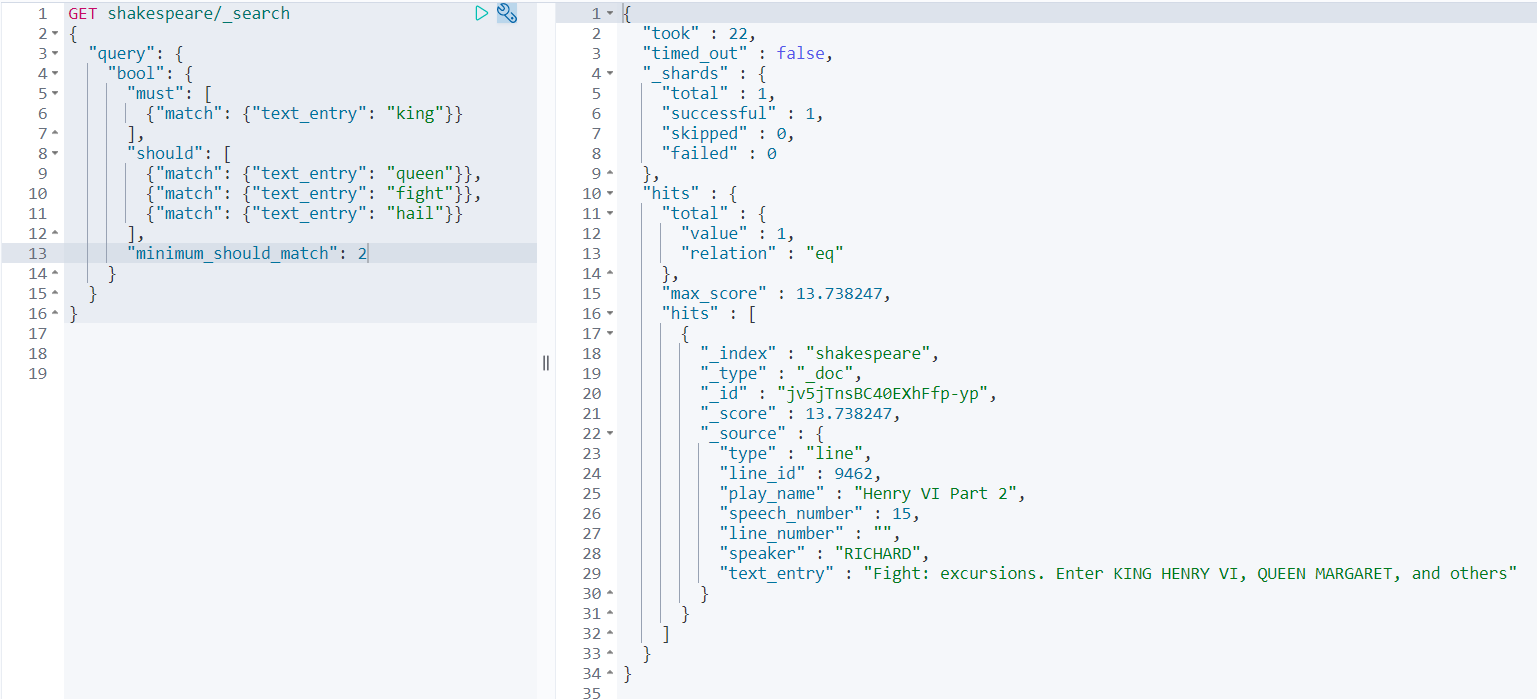 1 GET shakespeare/_search
2 {
3 "query": {
4 "bool": {
5 "must": [
6 {"match": {"text_entry": "king"}}
7 ],
8 "should": [
9 {"match": {"text_entry": "queen"}},
10 {"match": {"text_entry": "fight"}},
11 {"match": {"text_entry": "hail"}}
12 ],
13 "minimum_should_match": 2
14 }
15 }
16 }
17
18
19
1 {
2 "took" : 22,
3 "timed_out" : false,
4 "_shards" : {
5 "total" : 1,
6 "successful" : 1,
7 "skipped" : 0,
8 "failed" : 0
9 },
10 "hits" : {
11 "total" : {
12 "value" : 1,
13 "relation" : "eq"
14 },
15 "max_score" : 13.738247,
16 "hits" : [
17 {
18 "_index" : "shakespeare",
19 "_type" : "_doc",
20 "_id" : "jv5jTnsBC40EXhFfp-yp",
21 "_score" : 13.738247,
22 "_source" : {
23 "type" : "line",
24 "line_id" : 9462,
25 "play_name" : "Henry VI Part 2",
26 "speech_number" : 15,
27 "line_number" : "",
28 "speaker" : "RICHARD",
29 "text_entry" : "Fight: excursions. Enter KING HENRY VI, QUEEN MARGARET, and others"
30 }
31 }
32 ]
33 }
34 }
35